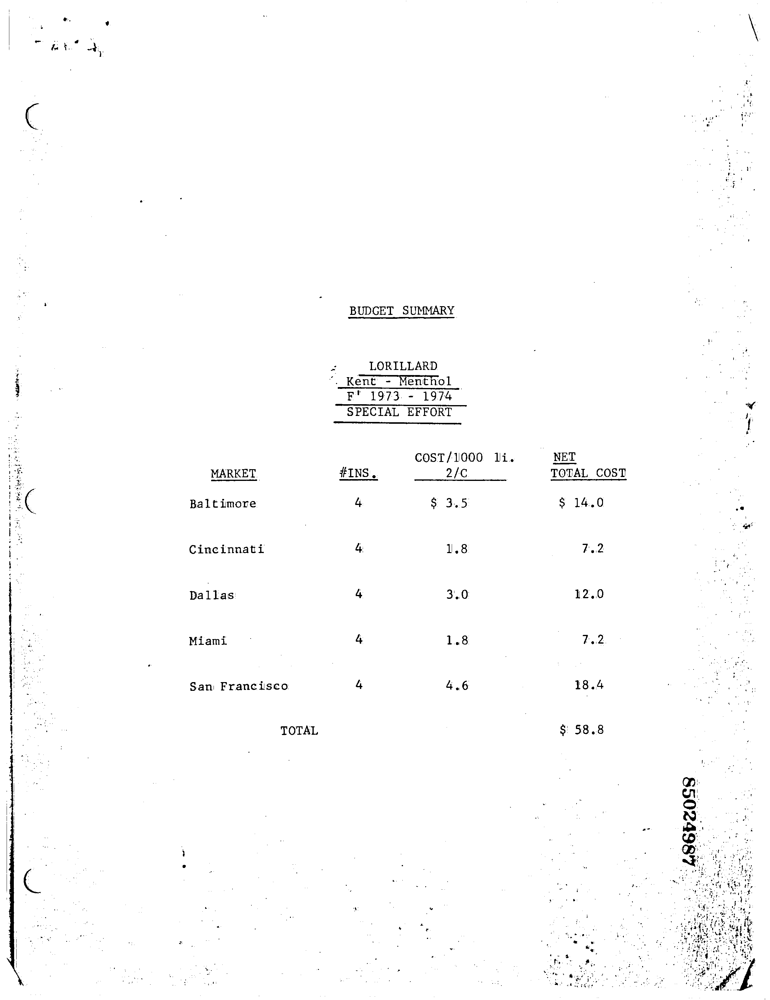 BUDGET SUMMARY
LORILLARD
Kent - Menthol
F' 1973 - 1974
SPECIAL EFFORT
MARKET #INS. COST/1000 li. 2/C NET TOTAL COST
Baltimore 4 $ 3.5 $ 14.0
Cincinnati 4 1.8 7.2
Dallas 4 3.0 12.0
Miami 4 1.8 7.2
San Francisco 4 4.6 18.4
TOTAL $ 58.8
85024987